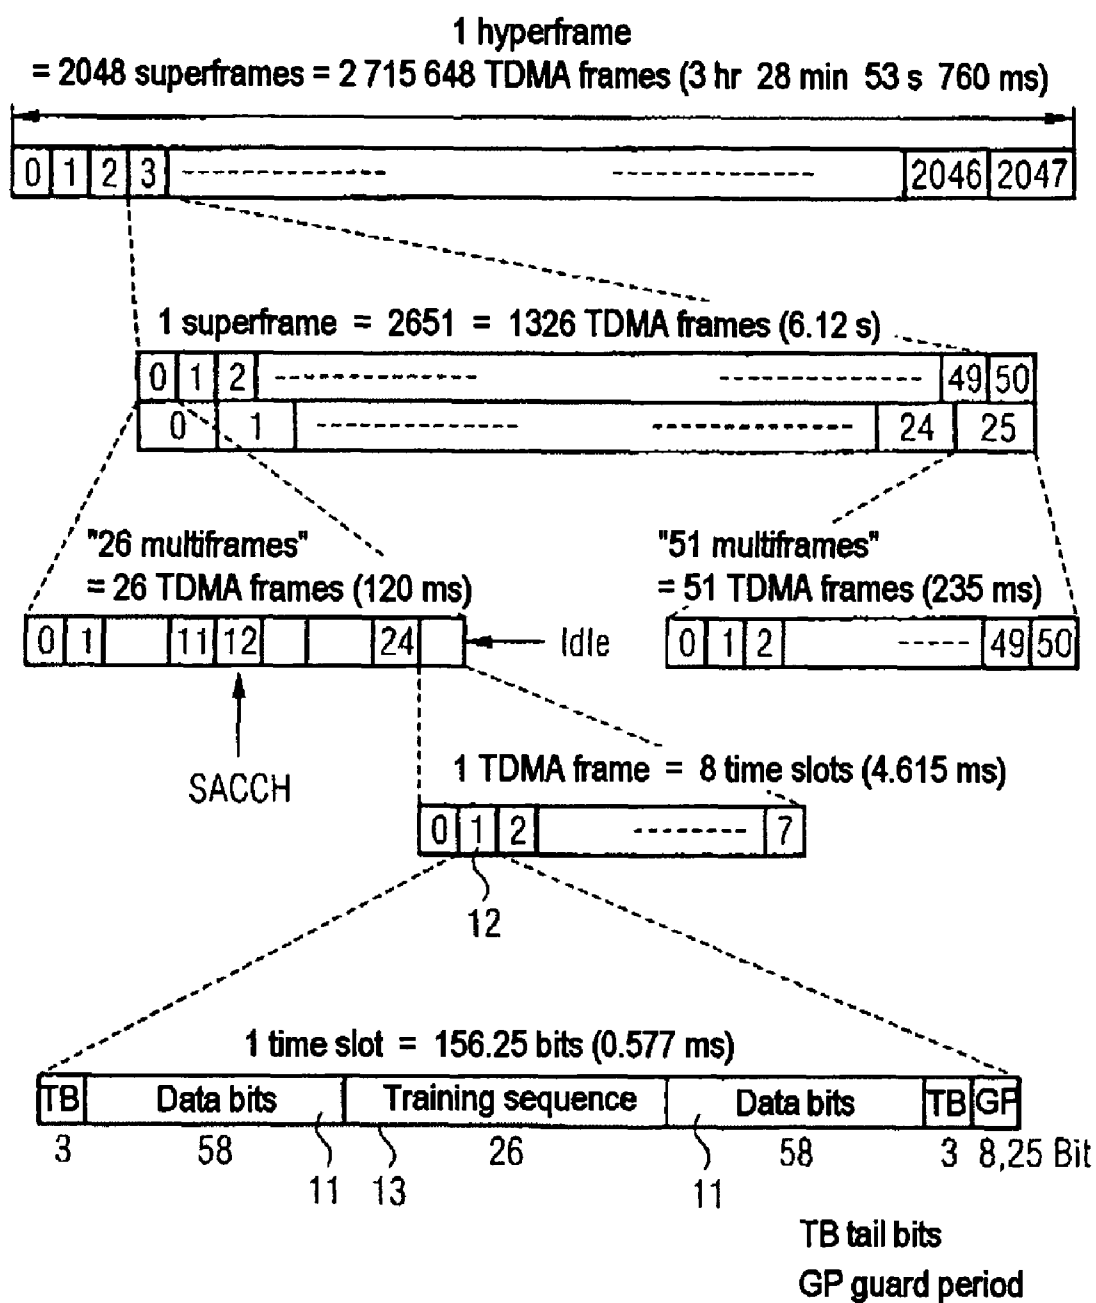 1 hyperframe
= 2048 superframes = 2 715 648 TDMA frames (3 hr 28 min 53 s 760 ms)
0 1 2 3 2046 2047
1 superframe = 2651 = 1326 TDMA frames (6.12 s)
0 1 2 49 50
0 1 24 25
"26 multiframes"
= 26 TDMA frames (120 ms)
"51 multiframes"
= 51 TDMA frames (235 ms)
0 1 11 12 24
Idle
0 1 2 49 50
SACCH
1 TDMA frame = 8 time slots (4.615 ms)
0 1 2 7
12
1 time slot = 156.25 bits (0.577 ms)
TB Data bits Training sequence Data bits TB GP
3 58 26 58 3 8,25 Bit
11 13 11
TB tail bits
GP guard period